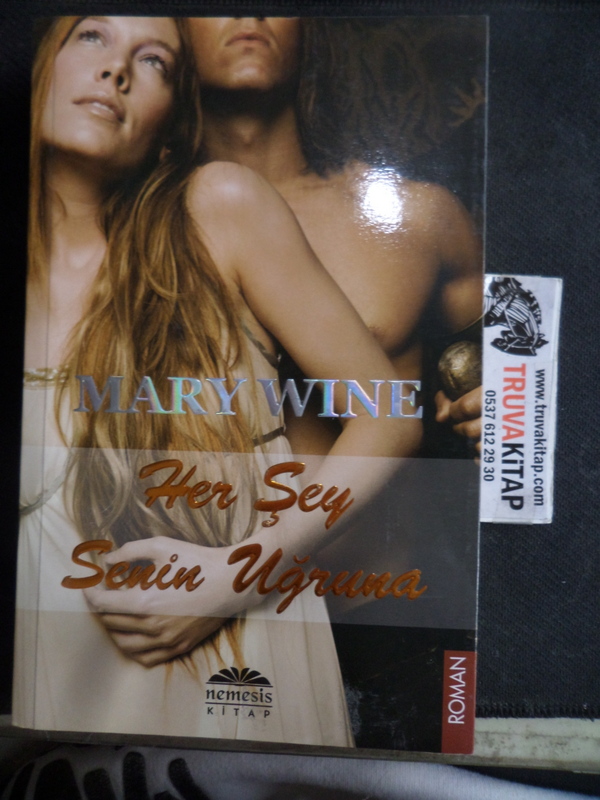 MARY WINE
Her Şey
Senin Uğruna
nemesis
KİTAP
ROMAN
www.truvakitap.com
TRUVAKİTAP
0537 612 29 30